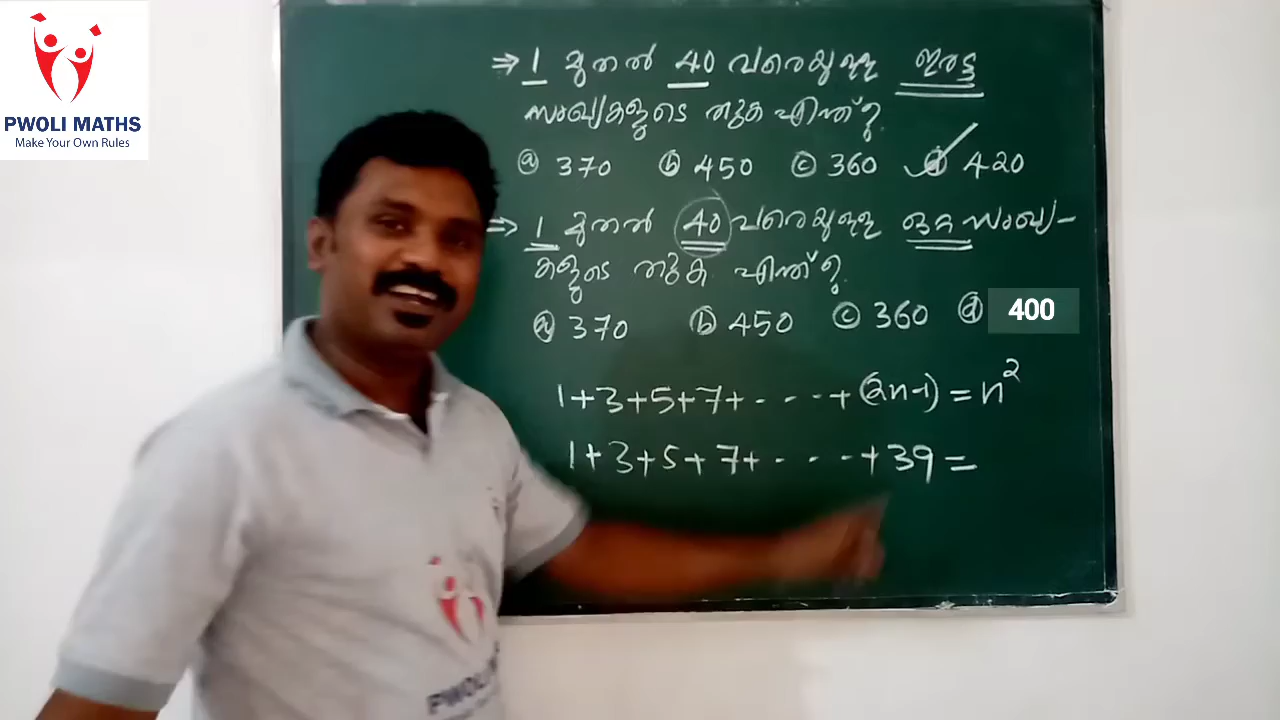 PWOLI MATHS
Make Your Own Rules
⇒ 1 മുതൽ 40 വരെയുള്ള ഇരട്ട
സംഖ്യകളുടെ തുക എന്ത്?
ⓐ 370 ⓑ 450 ⓒ 360 ⓓ 420
⇒ 1 മുതൽ 40 വരെയുള്ള ഒറ്റ സംഖ്യ-
കളുടെ തുക എന്ത്?
ⓐ 370 ⓑ 450 ⓒ 360 ⓓ 400
1+3+5+7+----+(2n-1) = n²
1+3+5+7+----+39 =